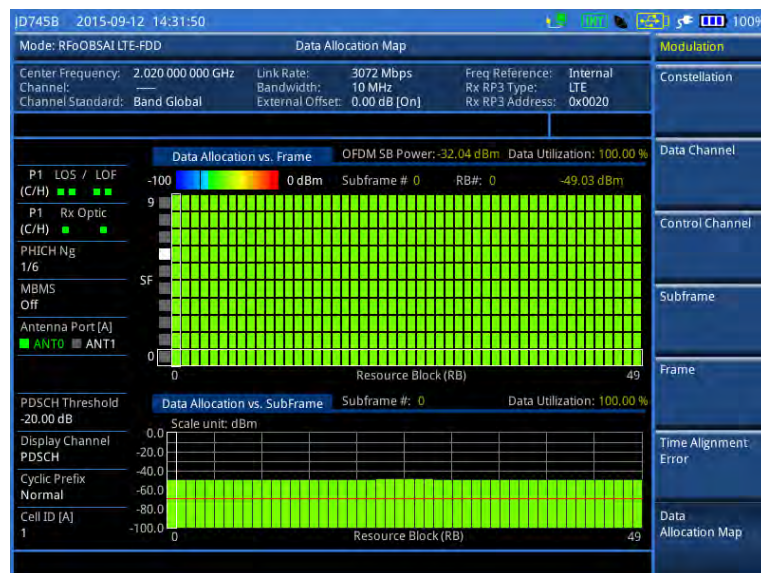 JD745B 2015-09-12 14:31:50
100%
Mode: RFoOBSAI LTE-FDD Data Allocation Map
Modulation
Center Frequency: 2.020 000 000 GHz Link Rate: 3072 Mbps Freq Reference: Internal
Channel: ---- Bandwidth: 10 MHz Rx RP3 Type: LTE
Channel Standard: Band Global External Offset: 0.00 dB [On] Rx RP3 Address: 0x0020
Constellation
Data Channel
Control Channel
Subframe
Frame
Time Alignment
Error
Data
Allocation Map
P1 LOS / LOF
(C/H)
P1 Rx Optic
(C/H)
PHICH Ng
1/6
MBMS
Off
Antenna Port [A]
ANT0 ANT1
PDSCH Threshold
-20.00 dB
Display Channel
PDSCH
Cyclic Prefix
Normal
Cell ID [A]
1
Data Allocation vs. Frame OFDM SB Power: -32.04 dBm Data Utilization: 100.00 %
-100 0 dBm Subframe # 0 RB#: 0 -49.03 dBm
9
SF
0
0 Resource Block (RB) 49
Data Allocation vs. SubFrame Subframe #: 0 Data Utilization: 100.00 %
Scale unit: dBm
0.0
-20.0
-40.0
-60.0
-80.0
-100.0
0 Resource Block (RB) 49